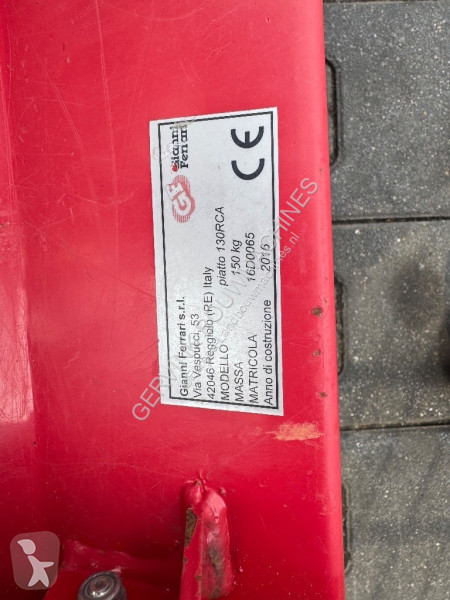 Gianni
Ferrari
GF
CE
Gianni Ferrari s.r.l.
Via Vespucci, 53
42046 Reggiolo (RE) Italy
MODELLO piatto 130RCA
MASSA 150 kg
MATRICOLA 16D0065
Anno di costruzione 2016